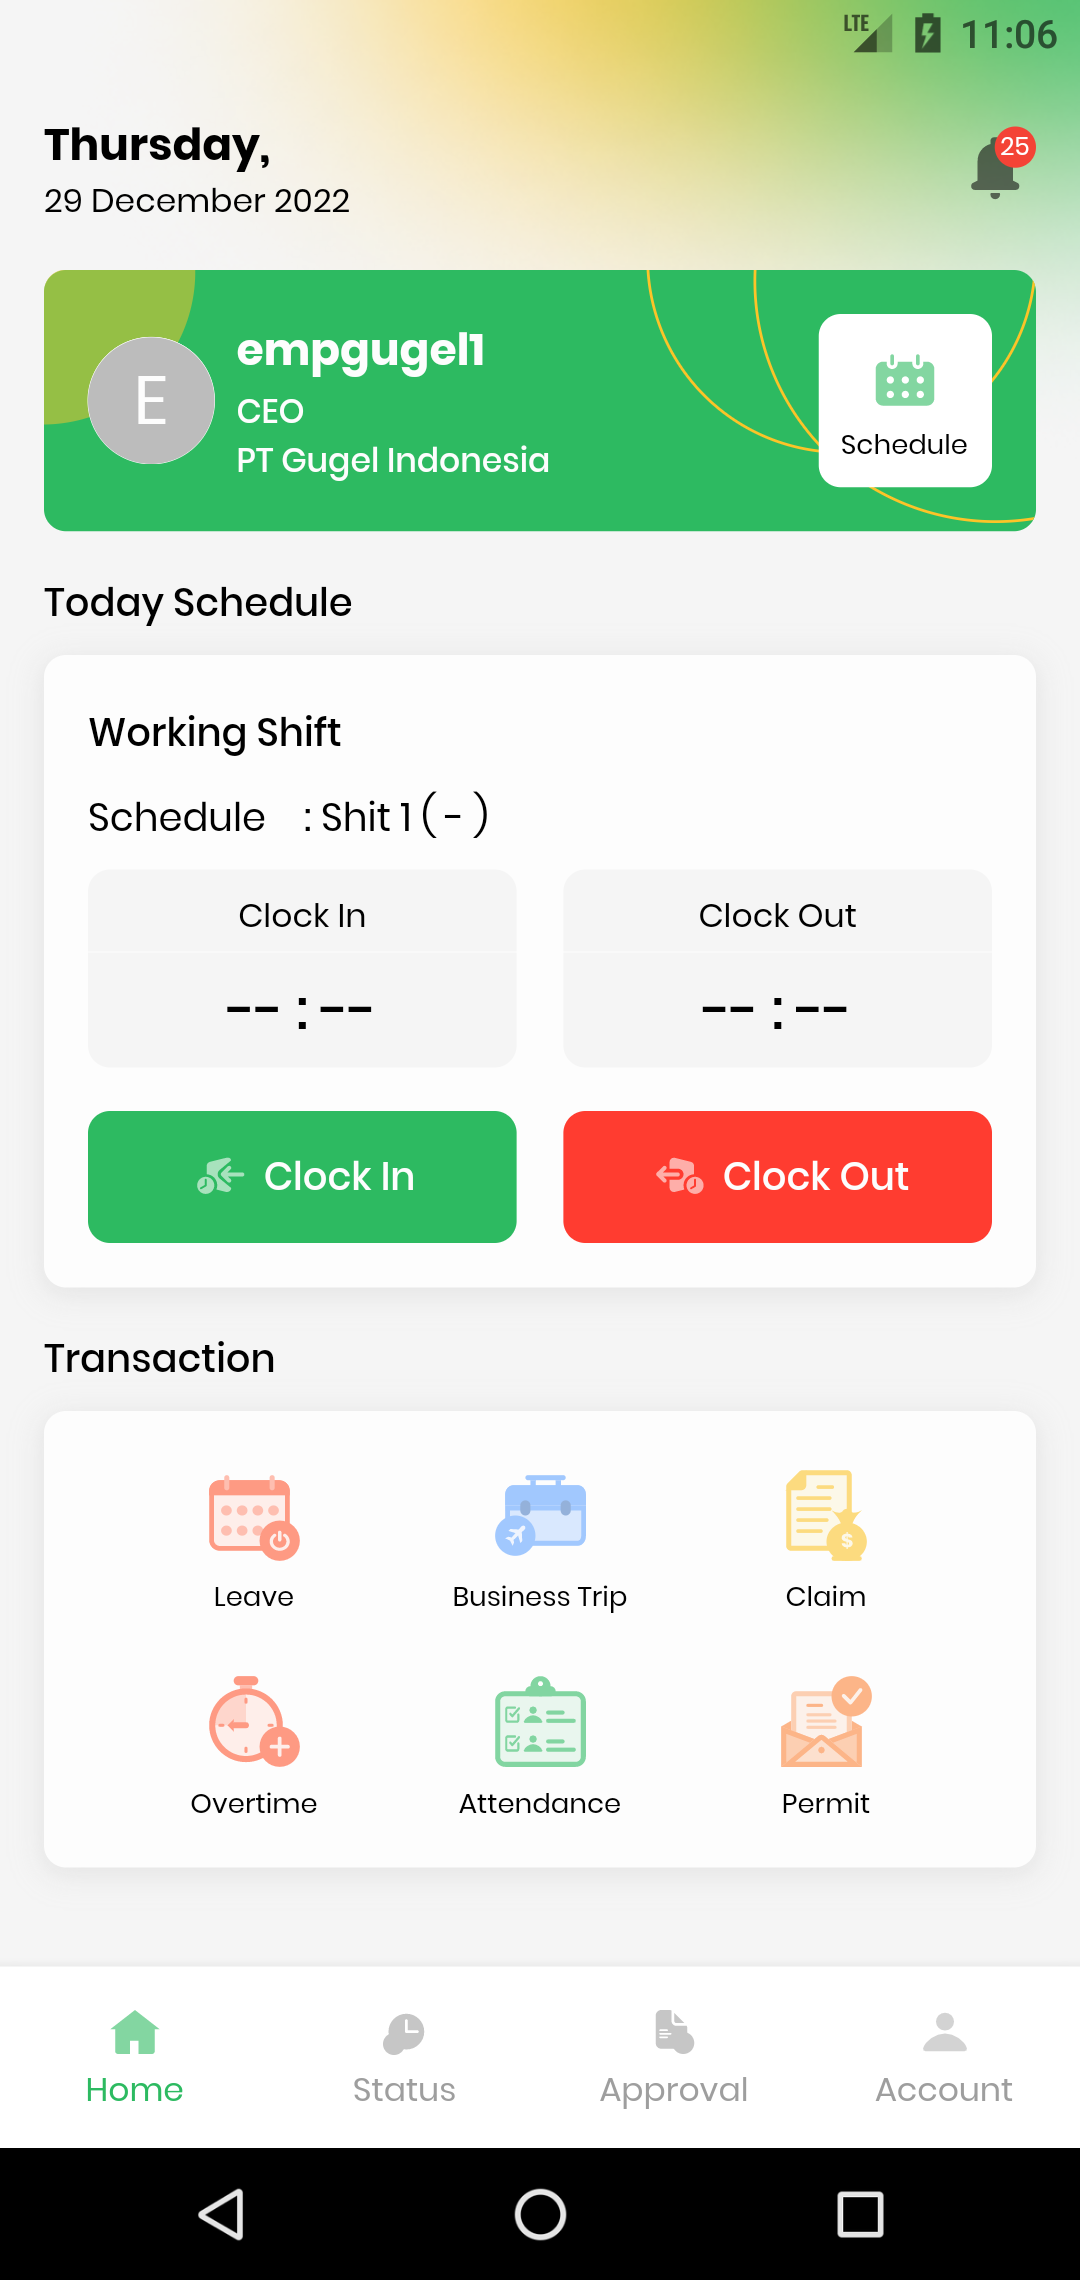 LTE 11:06
Thursday,
29 December 2022
25
E
empgugel1
CEO
PT Gugel Indonesia
Schedule
Today Schedule
Working Shift
Schedule : Shit 1 ( - )
Clock In
Clock Out
-- : --
-- : --
Clock In
Clock Out
Transaction
Leave
Business Trip
$
Claim
Overtime
Attendance
Permit
Home
Status
Approval
Account